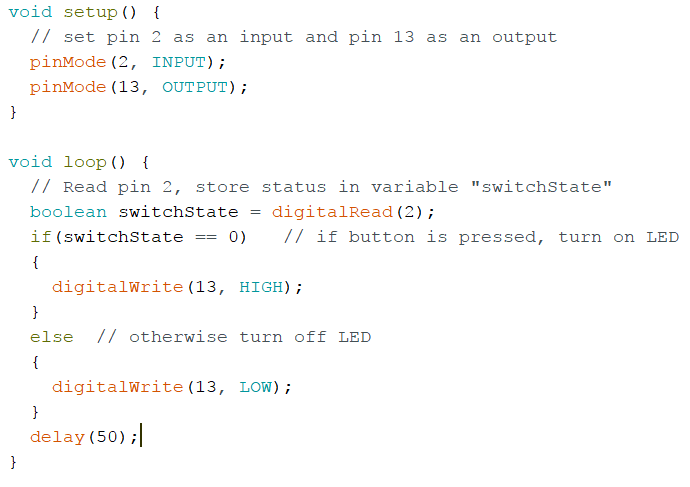 void setup() {
  // set pin 2 as an input and pin 13 as an output
  pinMode(2, INPUT);
  pinMode(13, OUTPUT);
}

void loop() {
  // Read pin 2, store status in variable "switchState"
  boolean switchState = digitalRead(2);
  if(switchState == 0)   // if button is pressed, turn on LED
  {
    digitalWrite(13, HIGH);
  }
  else  // otherwise turn off LED
  {
    digitalWrite(13, LOW);
  }
  delay(50);
}